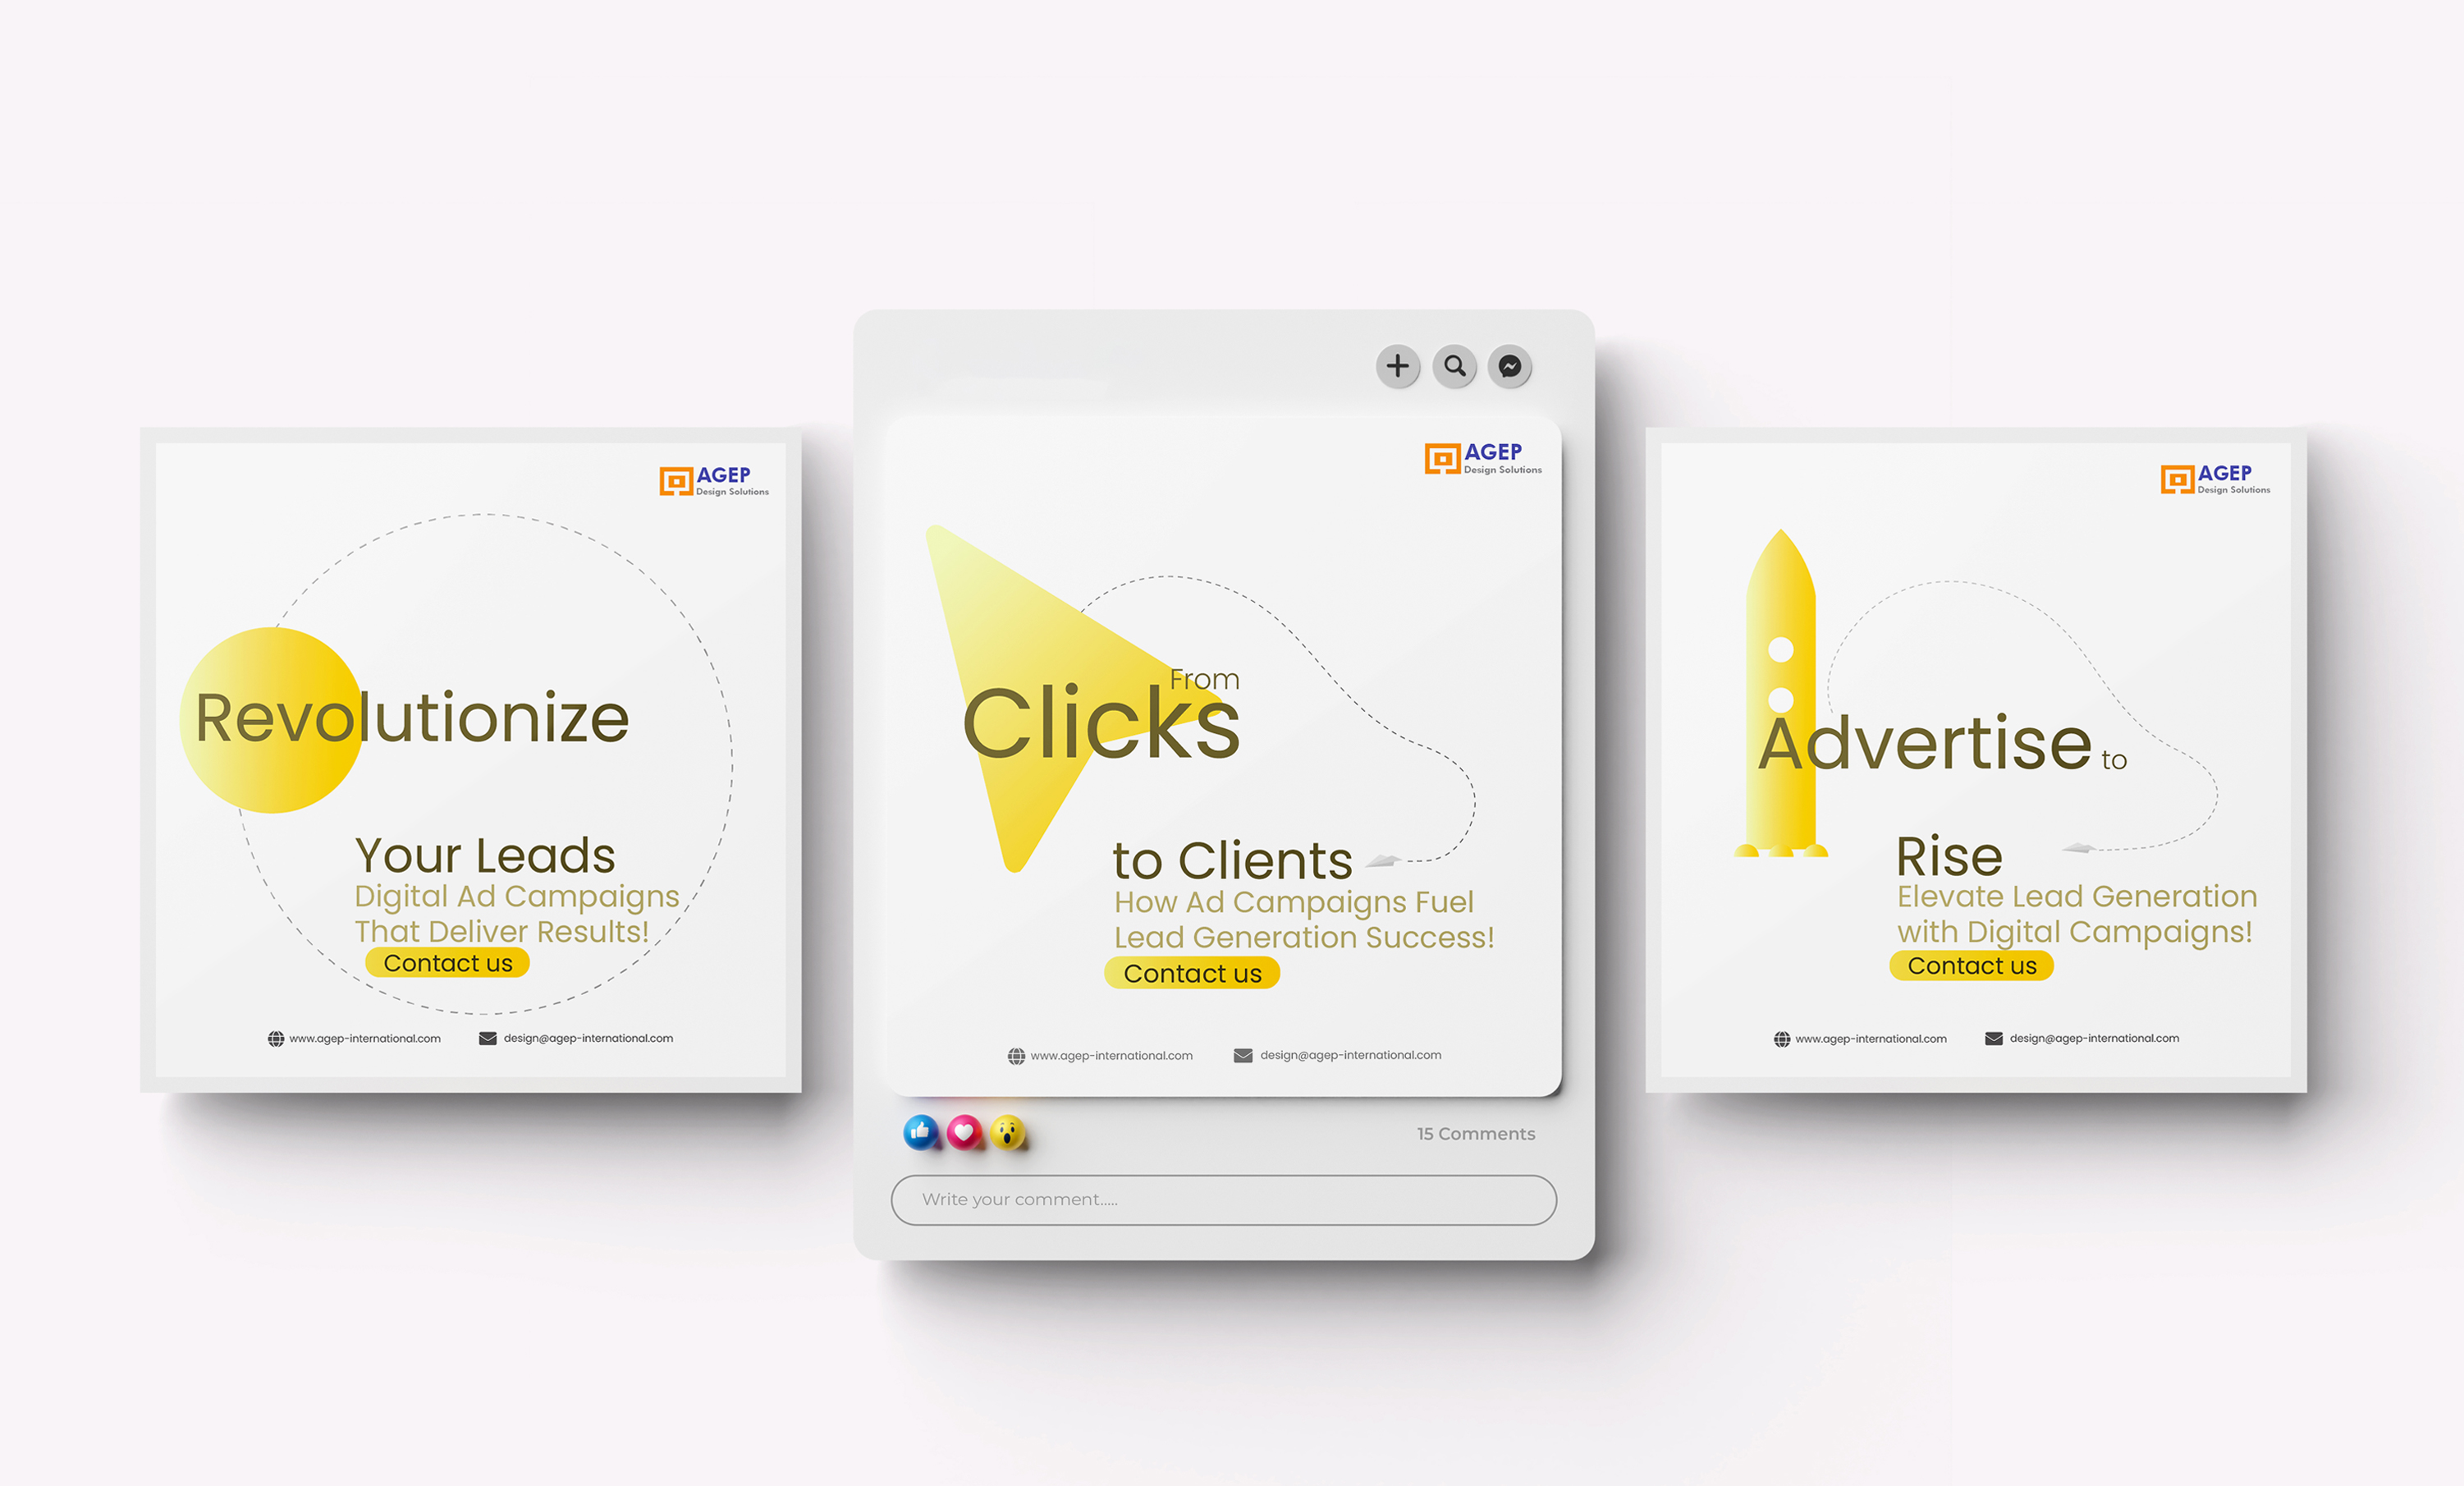 AGEP
Design Solutions
Revolutionize
Your Leads
Digital Ad Campaigns
That Deliver Results!
Contact us
www.agep-international.com
design@agep-international.com
AGEP
Design Solutions
From
Clicks
to Clients
How Ad Campaigns Fuel
Lead Generation Success!
Contact us
www.agep-international.com
design@agep-international.com
15 Comments
Write your comment.....
AGEP
Design Solutions
Advertise to
Rise
Elevate Lead Generation
with Digital Campaigns!
Contact us
www.agep-international.com
design@agep-international.com